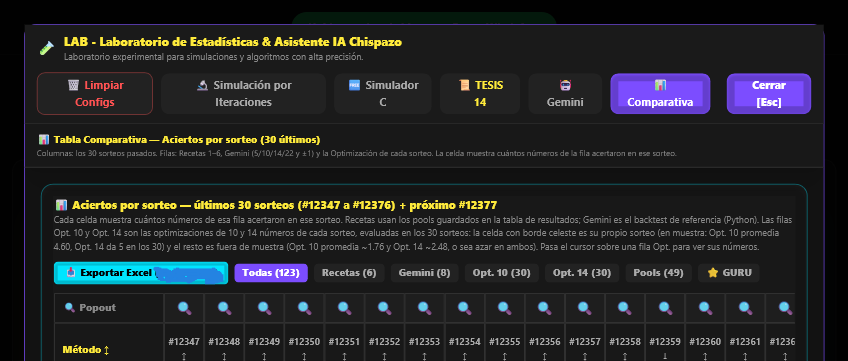 LAB - Laboratorio de Estadísticas & Asistente IA Chispazo
Laboratorio experimental para simulaciones y algoritmos con alta precisión.
Limpiar Configs
Simulación por Iteraciones
Simulador C
TESIS 14
Gemini
Comparativa
Cerrar [Esc]
Tabla Comparativa — Aciertos por sorteo (30 últimos)
Columnas: los 30 sorteos pasados. Filas: Recetas 1–6, Gemini (5/10/14/22 y ±1) y la Optimización de cada sorteo. La celda muestra cuántos números de la fila acertaron en ese sorteo.
Aciertos por sorteo — últimos 30 sorteos (#12347 a #12376) + próximo #12377
Cada celda muestra cuántos números de esa fila acertaron en ese sorteo. Recetas usan los pools guardados en la tabla de resultados; Gemini es el backtest de referencia (Python). Las filas
Opt. 10 y Opt. 14 son las optimizaciones de 10 y 14 números de cada sorteo, evaluadas en los 30 sorteos; la celda con borde celeste es su propio sorteo (en muestra: Opt. 10 promedia
4.60, Opt. 14 da 5 en los 30) y el resto es fuera de muestra (Opt. 10 promedia ~1.76 y Opt. 14 ~2.48, o sea azar en ambos). Pasa el cursor sobre una fila Opt. para ver sus números.
Exportar Excel
Todas (123)
Recetas (6)
Gemini (8)
Opt. 10 (30)
Opt. 14 (30)
Pools (49)
GURU
Popout
Método ↕
#12347 ↕
#12348 ↕
#12349 ↕
#12350 ↕
#12351 ↕
#12352 ↕
#12353 ↕
#12354 ↕
#12355 ↕
#12356 ↕
#12357 ↕
#12358 ↕
#12359 ↓
#12360 ↕
#12361 ↕
#1236